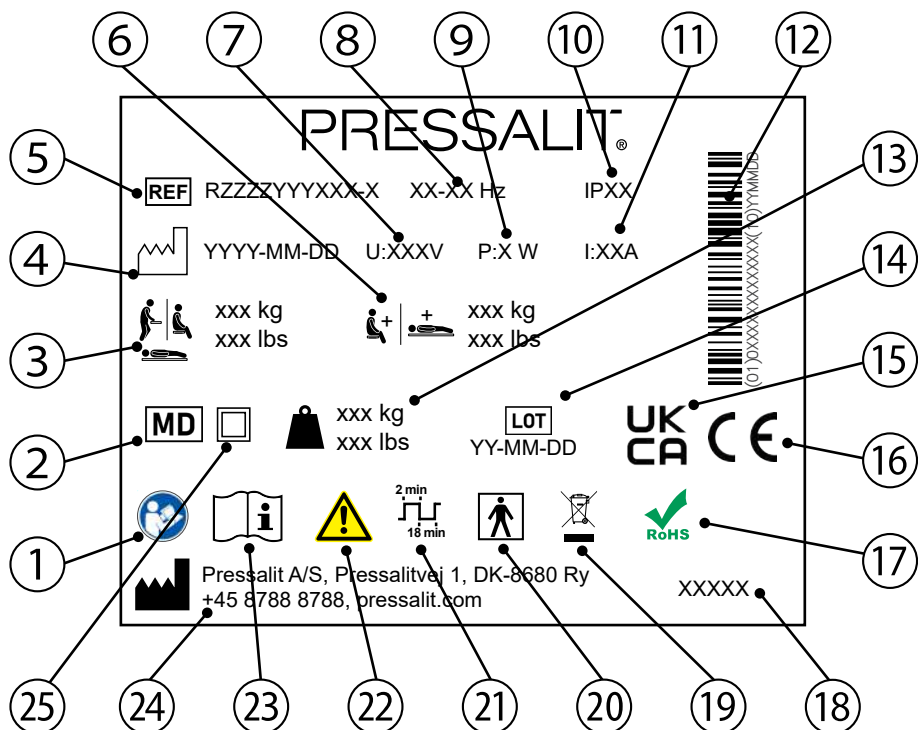 6 7 8 9 10 11 12
PRESSALIT®
5 REF RZZZZYYYXXX-X XX-XX Hz IPXX 13
4 YYYY-MM-DD U:XXXV P:X W I:XXA 14
xxx kg + + xxx kg
3 xxx lbs xxx lbs
15
xxx kg LOT UK
2 MD xxx lbs YY-MM-DD CA CE 16
2 min
18 min
1 i ! RoHS 17
Pressalit A/S, Pressalitvej 1, DK-8680 Ry
+45 8788 8788, pressalit.com XXXXX
25 24 23 22 21 20 19 18